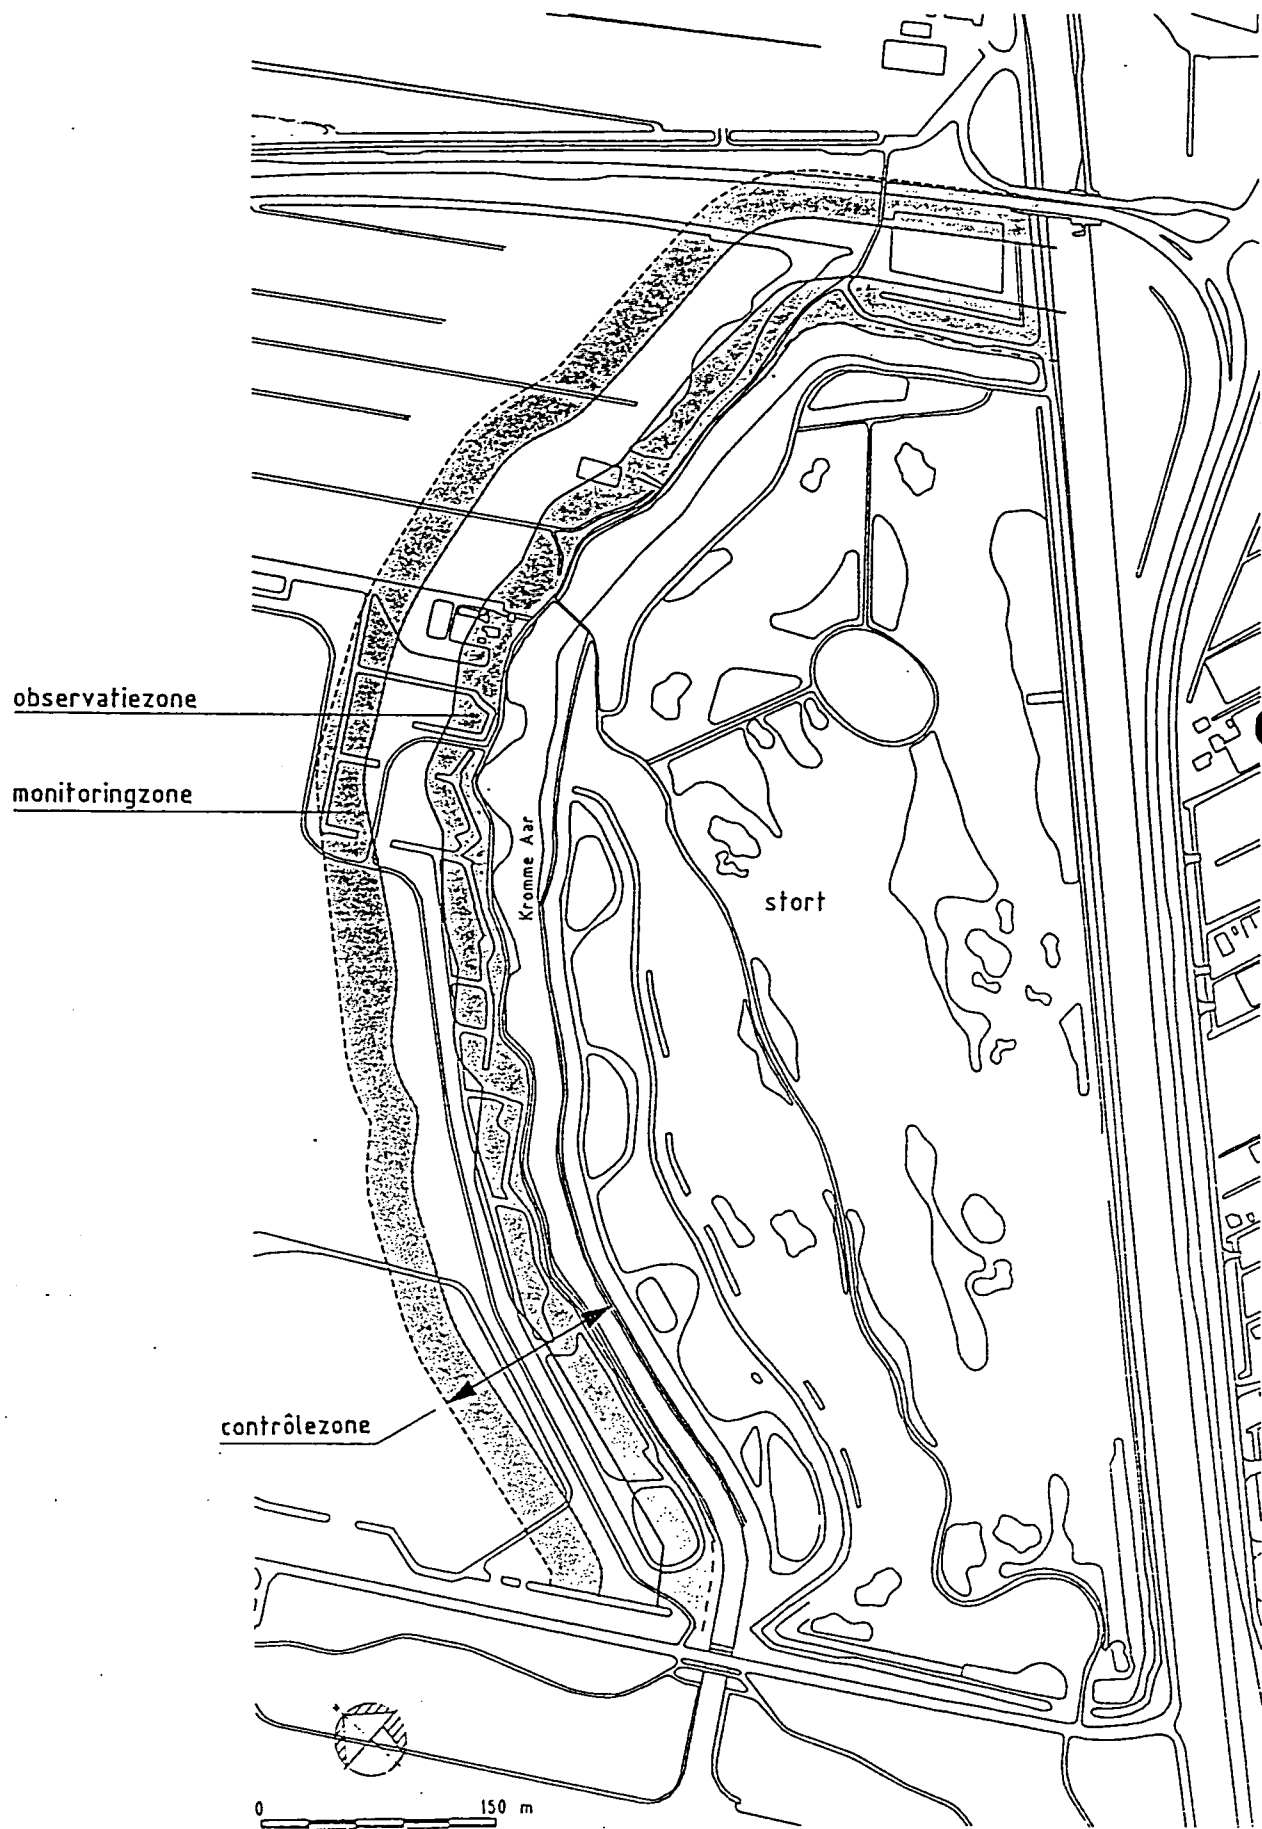 observatiezone
monitoringzone
Kromme Aar
stort
contrôlezone
0 150 m